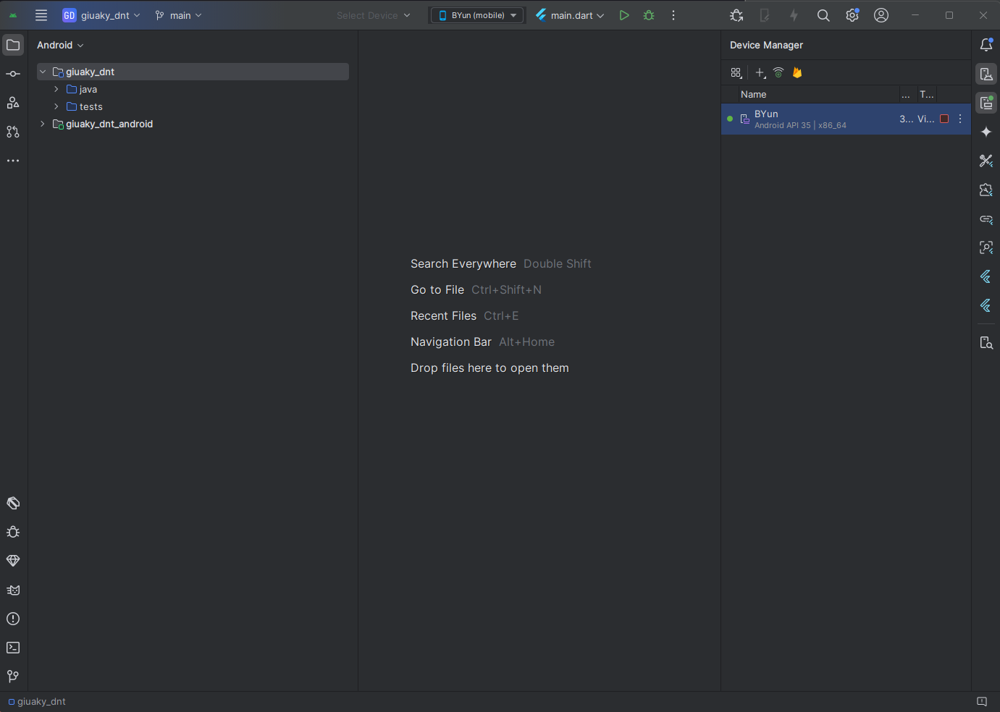 GD giuaky_dnt main Select Device BYun (mobile) main.dart
Android
Device Manager
giuaky_dnt
java
tests
giuaky_dnt_android
Name ... T...
BYun 3... Vi...
Android API 35 | x86_64
Search Everywhere Double Shift
Go to File Ctrl+Shift+N
Recent Files Ctrl+E
Navigation Bar Alt+Home
Drop files here to open them
giuaky_dnt